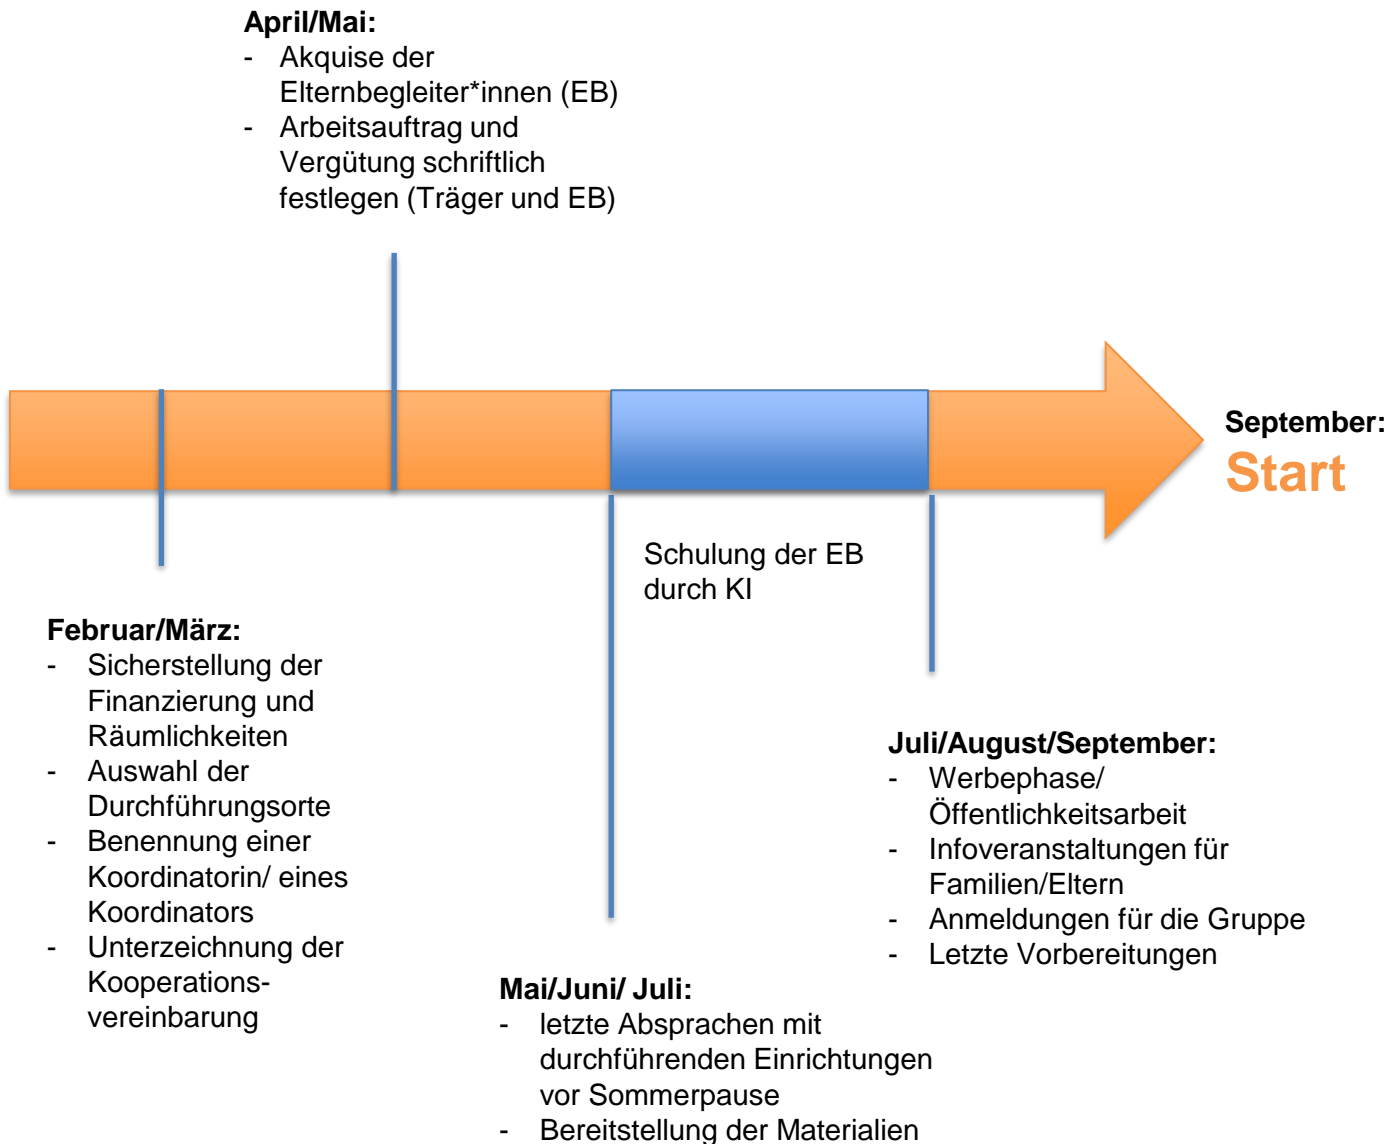 April/Mai:
- Akquise der
Elternbegleiter*innen (EB)
- Arbeitsauftrag und
Vergütung schriftlich
festlegen (Träger und EB)
September:
Start
Schulung der EB
durch KI
Februar/März:
- Sicherstellung der
Finanzierung und
Räumlichkeiten
- Auswahl der
Durchführungsorte
- Benennung einer
Koordinatorin/ eines
Koordinators
- Unterzeichnung der
Kooperations-
vereinbarung
Juli/August/September:
- Werbephase/
Öffentlichkeitsarbeit
- Infoveranstaltungen für
Familien/Eltern
- Anmeldungen für die Gruppe
- Letzte Vorbereitungen
Mai/Juni/ Juli:
- letzte Absprachen mit
durchführenden Einrichtungen
vor Sommerpause
- Bereitstellung der Materialien